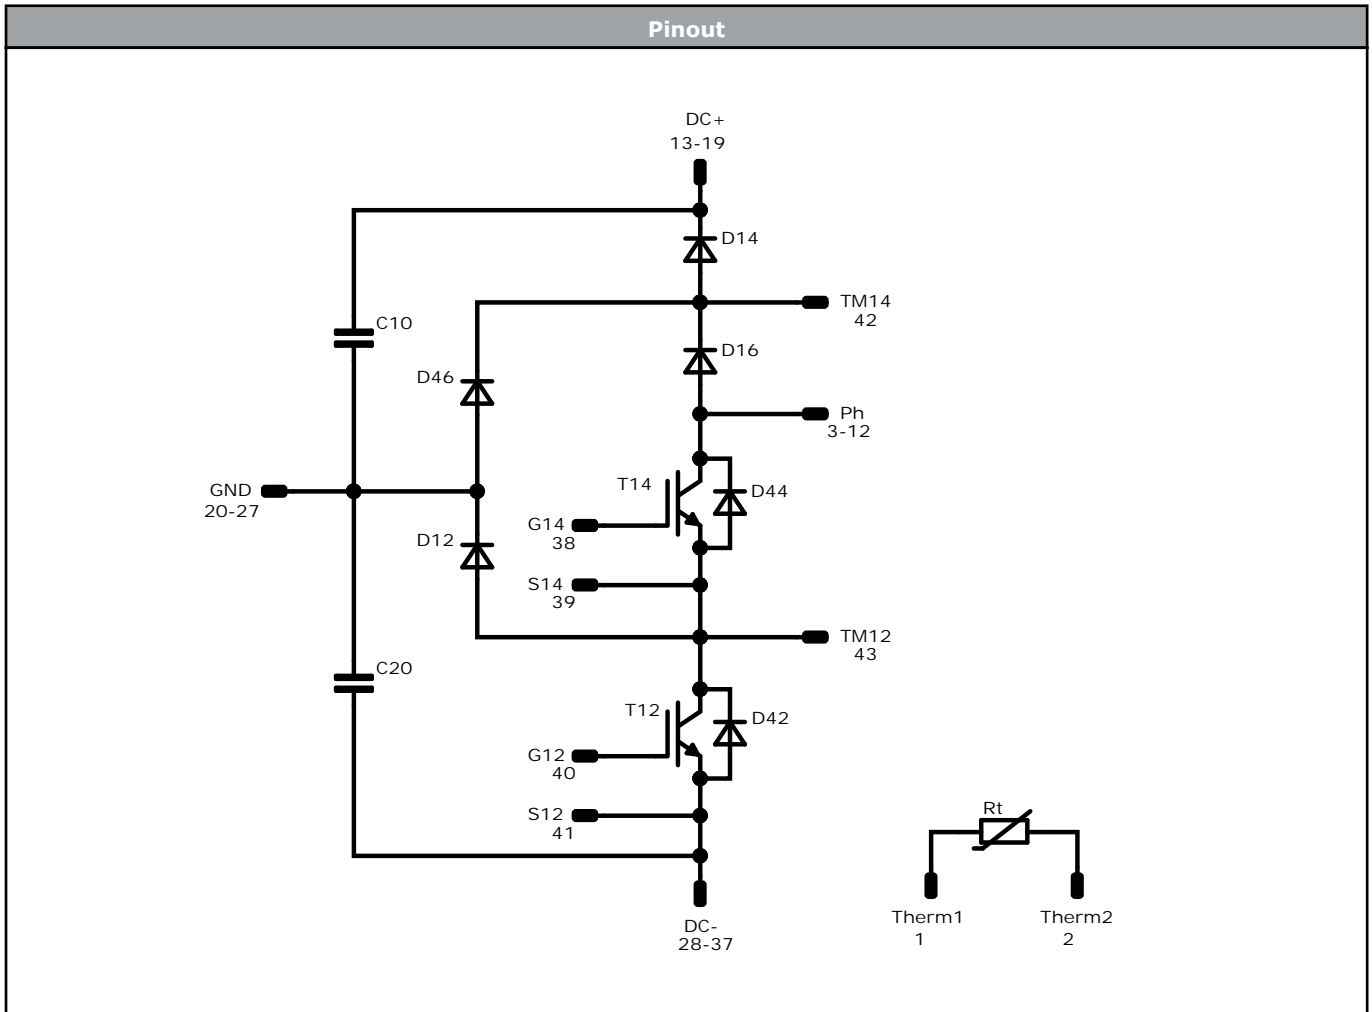 Pinout
DC+
13-19
D14
TM14
42
C10
D16
D46
Ph
3-12
T14
D44
GND
20-27
G14
38
D12
S14
39
TM12
43
C20
T12
D42
G12
40
S12
41
Rt
DC-
28-37
Therm1
1
Therm2
2